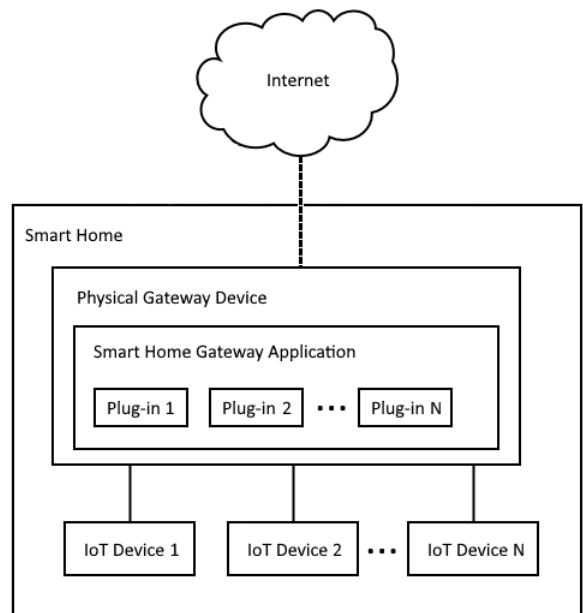 Internet
Smart Home
Physical Gateway Device
Smart Home Gateway Application
Plug-in 1 Plug-in 2 ••• Plug-in N
IoT Device 1 IoT Device 2 ••• IoT Device N